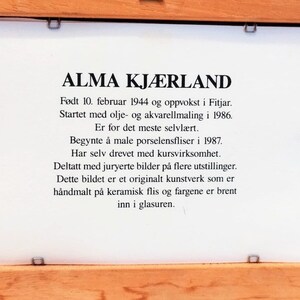 ALMA KJÆRLAND
Født 10. februar 1944 og oppvokst i Fitjar.
Startet med olje- og akvarellmaling i 1986.
Er for det meste selvlært.
Begynte å male porselensfliser i 1987.
Har selv drevet med kursvirksomhet.
Deltatt med juryerte bilder på flere utstillinger.
Dette bildet er et originalt kunstverk som er
håndmalt på keramisk flis og fargene er brent
inn i glasuren.